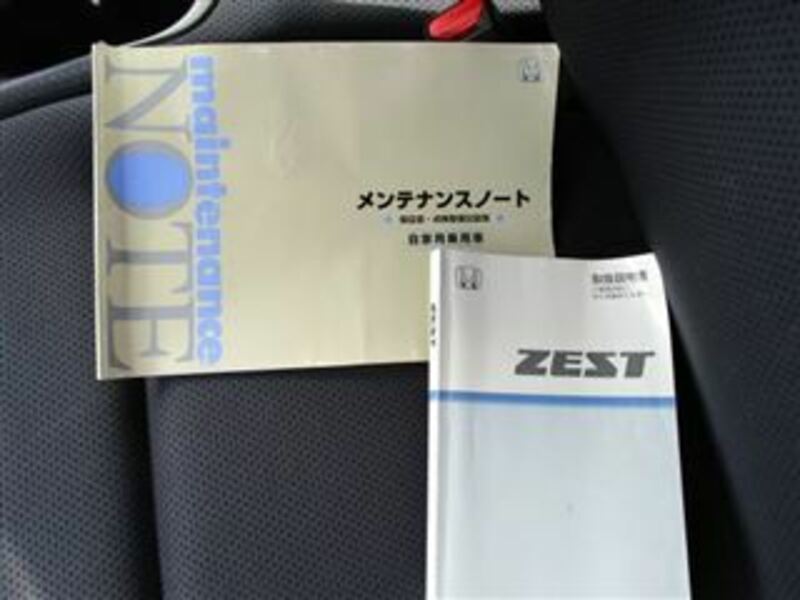 maintenance
NOTE
メンテナンスノート
自家用乗用車
取扱説明書
ZEST